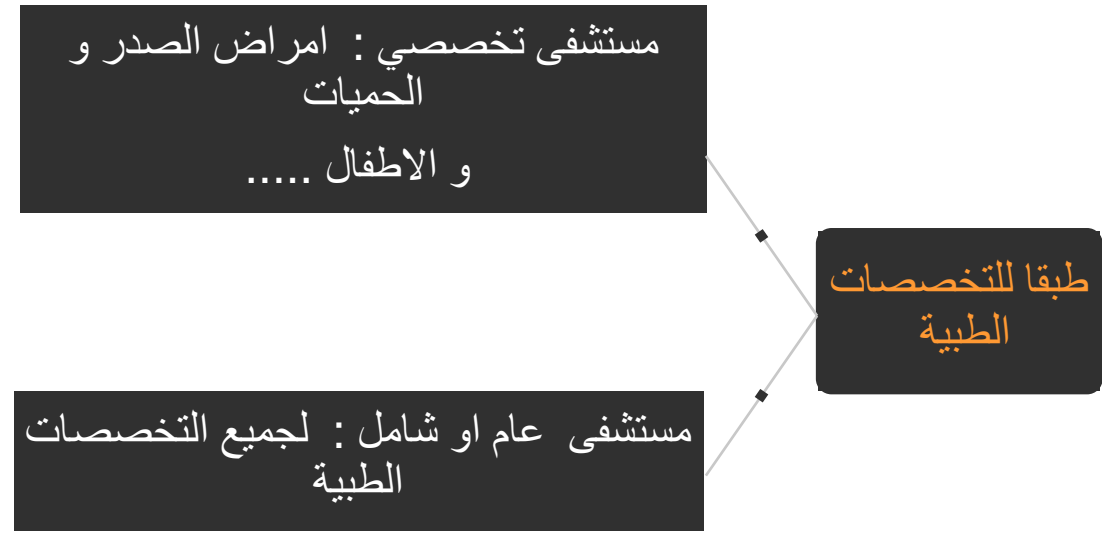 طبقا للتخصصات
الطبية
مستشفى تخصصي : امراض الصدر و
الحميات
و الاطفال .....
مستشفى عام او شامل : لجميع التخصصات
الطبية